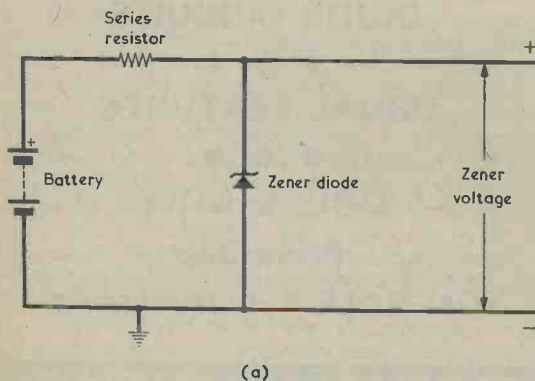 Series
resistor
+
+
Battery
Zener diode
Zener
voltage
−
(a)